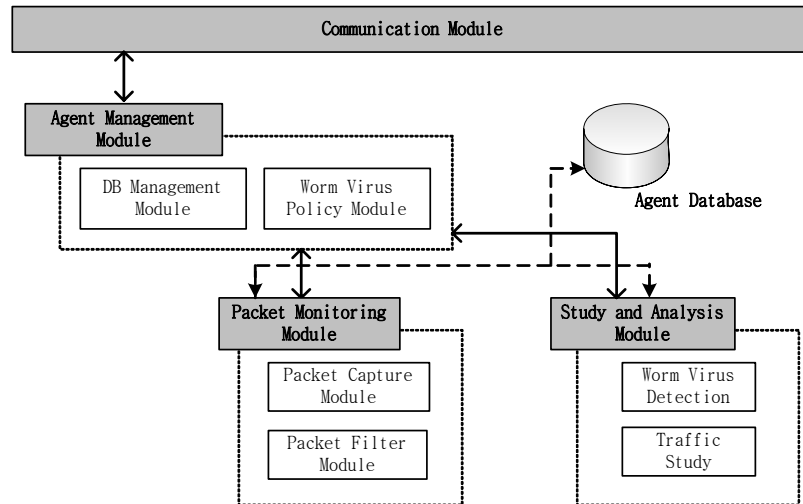 Communication Module
Agent Management
Module
DB Management
Module
Worm Virus
Policy Module
Agent Database
Packet Monitoring
Module
Study and Analysis
Module
Packet Capture
Module
Worm Virus
Detection
Packet Filter
Module
Traffic
Study